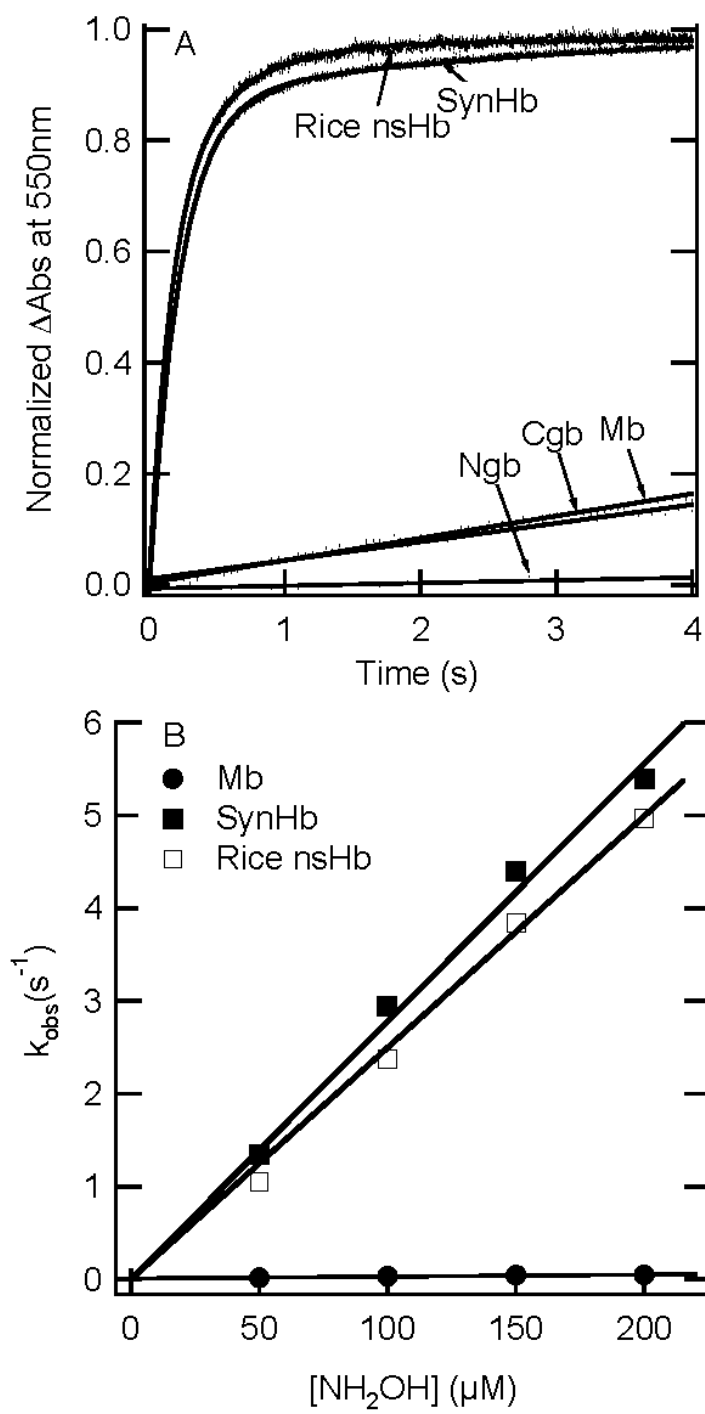 A
1.0
0.8
0.6
0.4
0.2
0.0
Normalized ΔAbs at 550nm
Rice nsHb
SynHb
Ngb
Cgb
Mb
0 1 2 3 4
Time (s)
B
Mb
SynHb
Rice nsHb
6
5
4
3
2
1
0
k_obs(s⁻¹)
0 50 100 150 200
[NH₂OH] (µM)